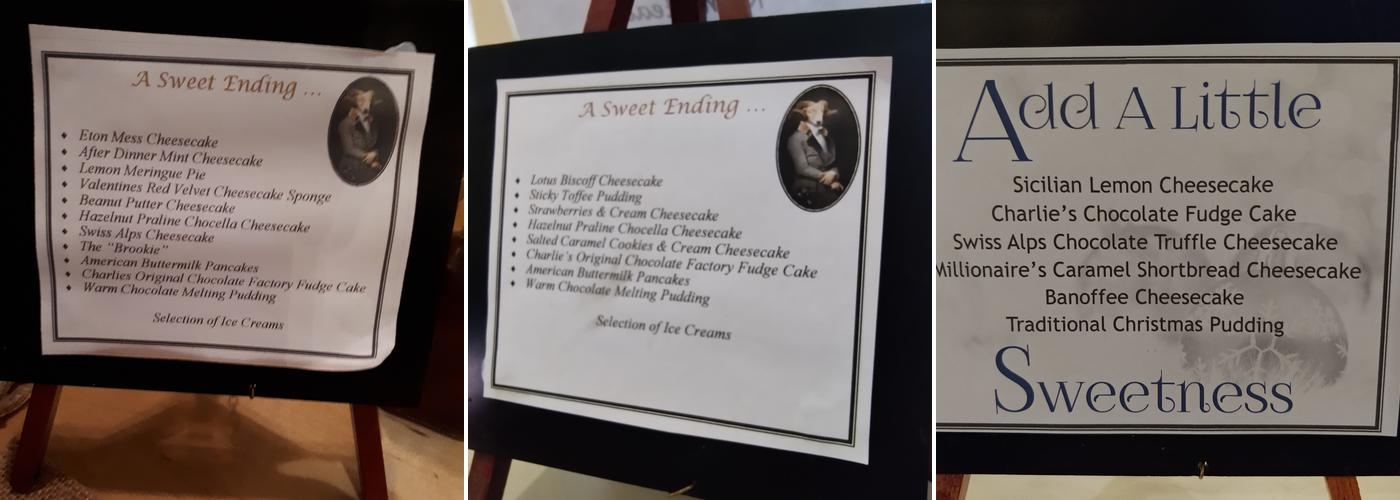 A Sweet Ending ...
Eton Mess Cheesecake
After Dinner Mint Cheesecake
Lemon Meringue Pie
Valentines Red Velvet Cheesecake Sponge
Beanut Putter Cheesecake
Hazelnut Praline Chocella Cheesecake
Swiss Alps Cheesecake
The "Brookie"
American Buttermilk Pancakes
Charlies Original Chocolate Factory Fudge Cake
Warm Chocolate Melting Pudding
Selection of Ice Creams
A Sweet Ending ...
Lotus Biscoff Cheesecake
Sticky Toffee Pudding
Strawberries & Cream Cheesecake
Hazelnut Praline Chocella Cheesecake
Salted Caramel Cookies & Cream Cheesecake
Charlie's Original Chocolate Factory Fudge Cake
American Buttermilk Pancakes
Warm Chocolate Melting Pudding
Selection of Ice Creams
Add A Little
Sicilian Lemon Cheesecake
Charlie's Chocolate Fudge Cake
Swiss Alps Chocolate Truffle Cheesecake
Millionaire's Caramel Shortbread Cheesecake
Banoffee Cheesecake
Traditional Christmas Pudding
Sweetness